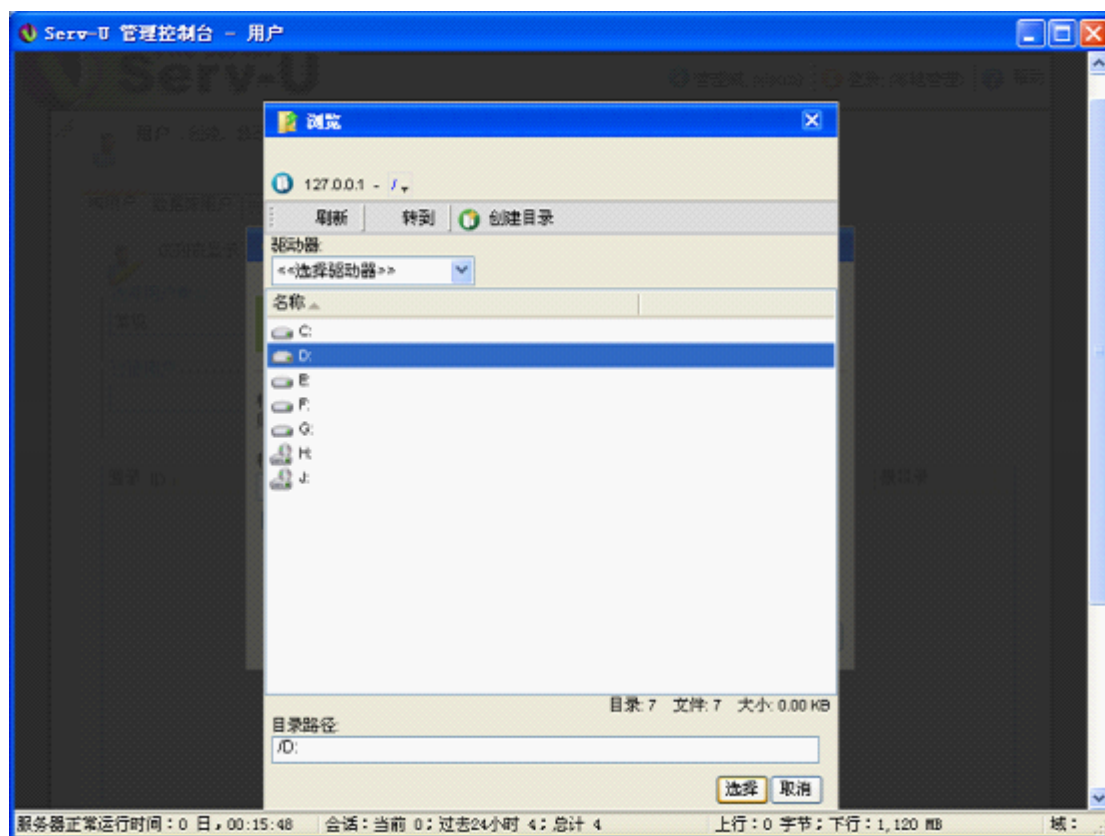 Serv-U 管理控制台 - 用户
Serv-U
浏览
127.0.0.1 - /
刷新 转到 创建目录
驱动器:
<<选择驱动器>>
名称
C:
D:
E:
F:
G:
H:
J:
目录: 7 文件: 7 大小: 0.00 KB
目录路径:
/D:
选择 取消
服务器正常运行时间：0 日，00:15:48 会话：当前 0；过去24小时 4；总计 4 上行：0 字节；下行：1,120 MB 域：